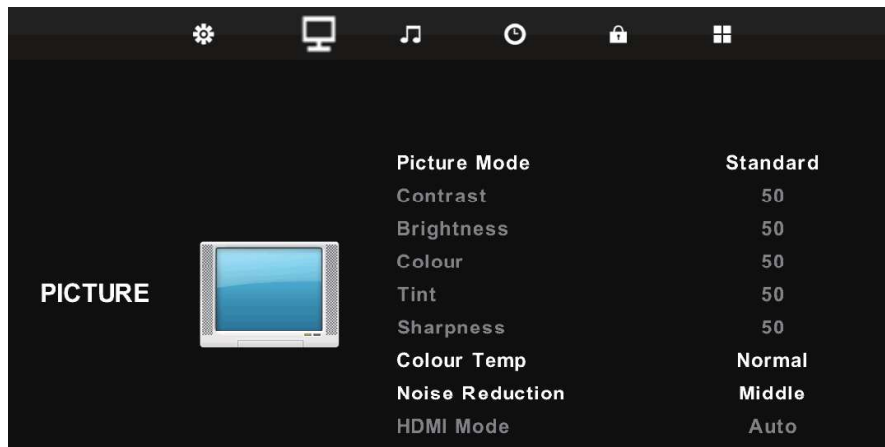 Picture Mode Standard
Contrast 50
Brightness 50
Colour 50
PICTURE
Tint 50
Sharpness 50
Colour Temp Normal
Noise Reduction Middle
HDMI Mode Auto